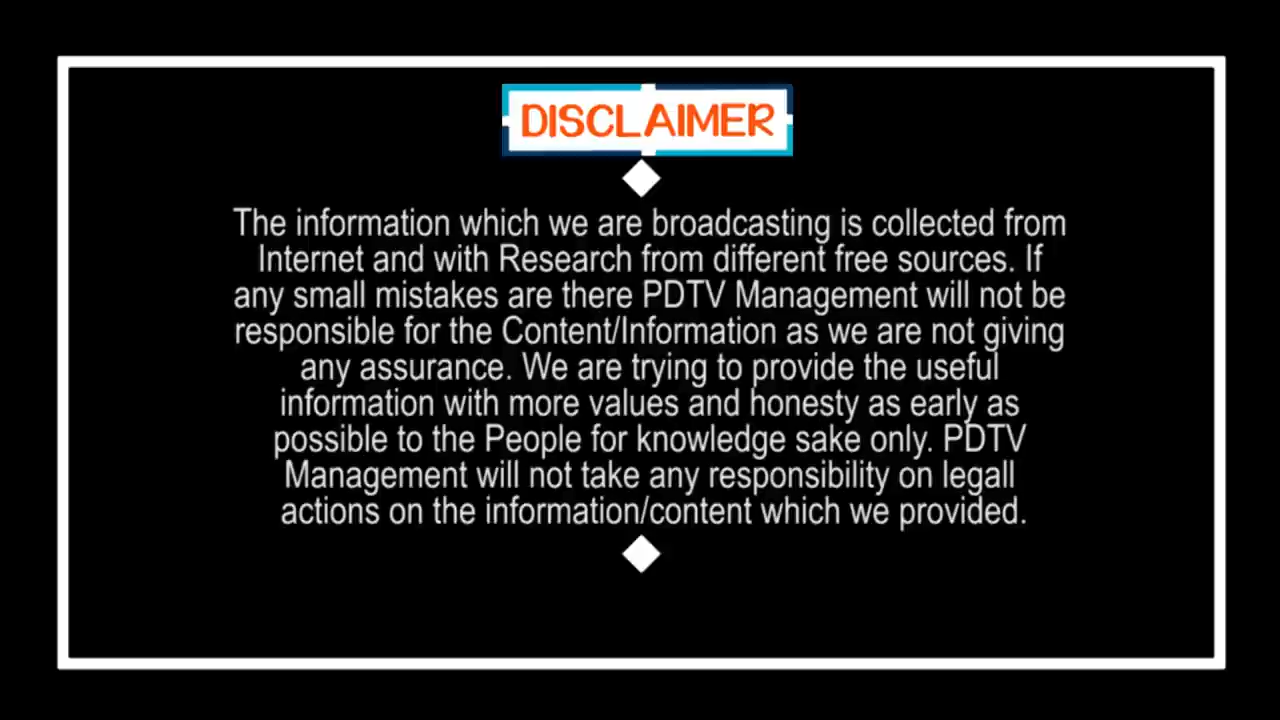 DISCLAIMER
The information which we are broadcasting is collected from
Internet and with Research from different free sources. If
any small mistakes are there PDTV Management will not be
responsible for the Content/Information as we are not giving
any assurance. We are trying to provide the useful
information with more values and honesty as early as
possible to the People for knowledge sake only. PDTV
Management will not take any responsibility on legall
actions on the information/content which we provided.